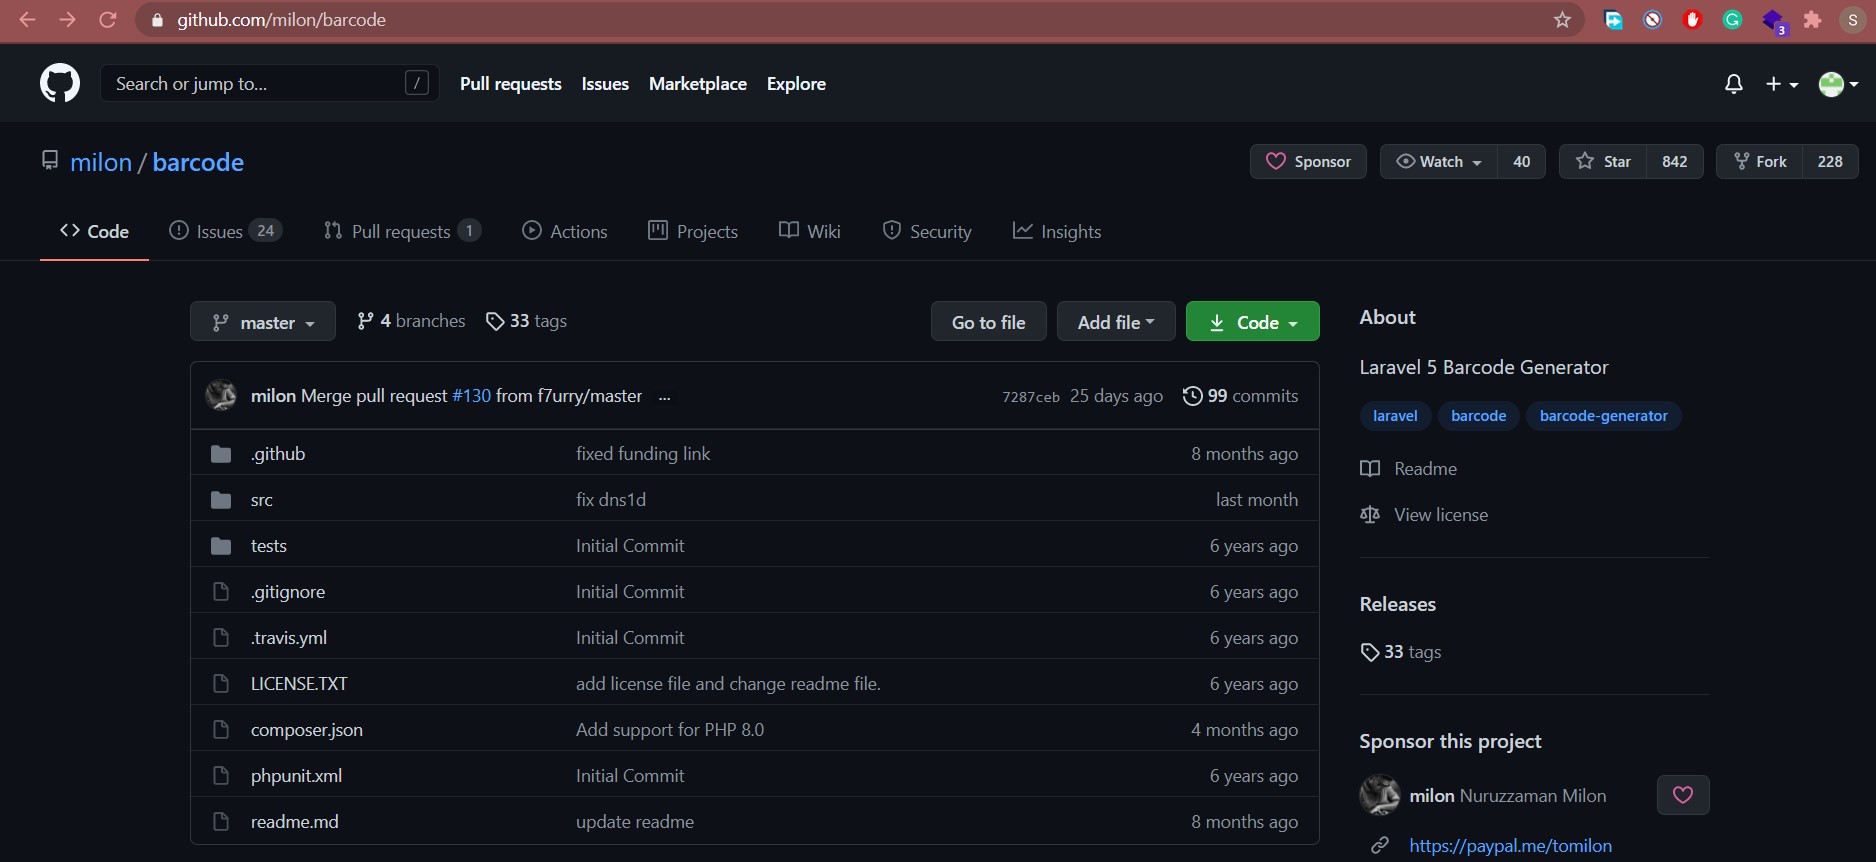 github.com/milon/barcode
3
S
Search or jump to... /
Pull requests Issues Marketplace Explore
milon / barcode
Sponsor Watch 40 Star 842 Fork 228
Code Issues 24 Pull requests 1 Actions Projects Wiki Security Insights
master 4 branches 33 tags Go to file Add file Code
milon Merge pull request #130 from f7urry/master ... 7287ceb 25 days ago 99 commits
.github fixed funding link 8 months ago
src fix dns1d last month
tests Initial Commit 6 years ago
.gitignore Initial Commit 6 years ago
.travis.yml Initial Commit 6 years ago
LICENSE.TXT add license file and change readme file. 6 years ago
composer.json Add support for PHP 8.0 4 months ago
phpunit.xml Initial Commit 6 years ago
readme.md update readme 8 months ago
About
Laravel 5 Barcode Generator
laravel barcode barcode-generator
Readme
View license
Releases
33 tags
Sponsor this project
milon Nuruzzaman Milon
https://paypal.me/tomilon